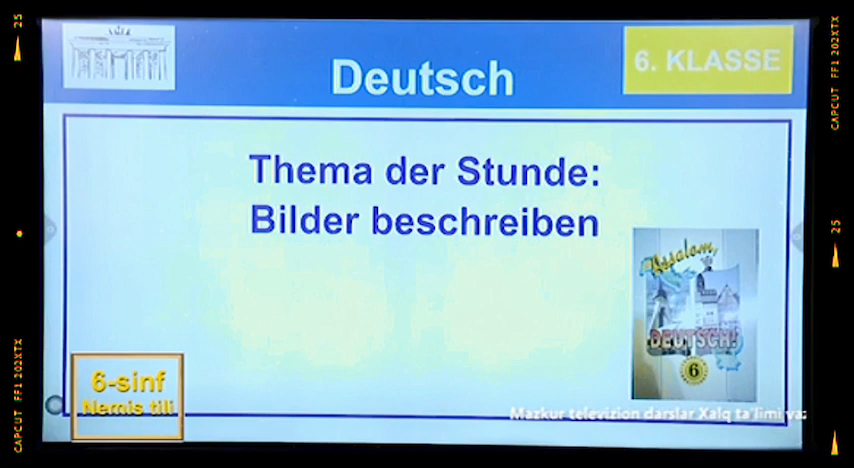 25
25
CAPCUT FF1 202XTX
CAPCUT FF1 202XTX
Deutsch
6. KLASSE
Thema der Stunde:
Bilder beschreiben
Assalom,
DEUTSCH!
6
6-sinf
Nemis tili
Mazkur televizion darslar Xalq ta'limi va